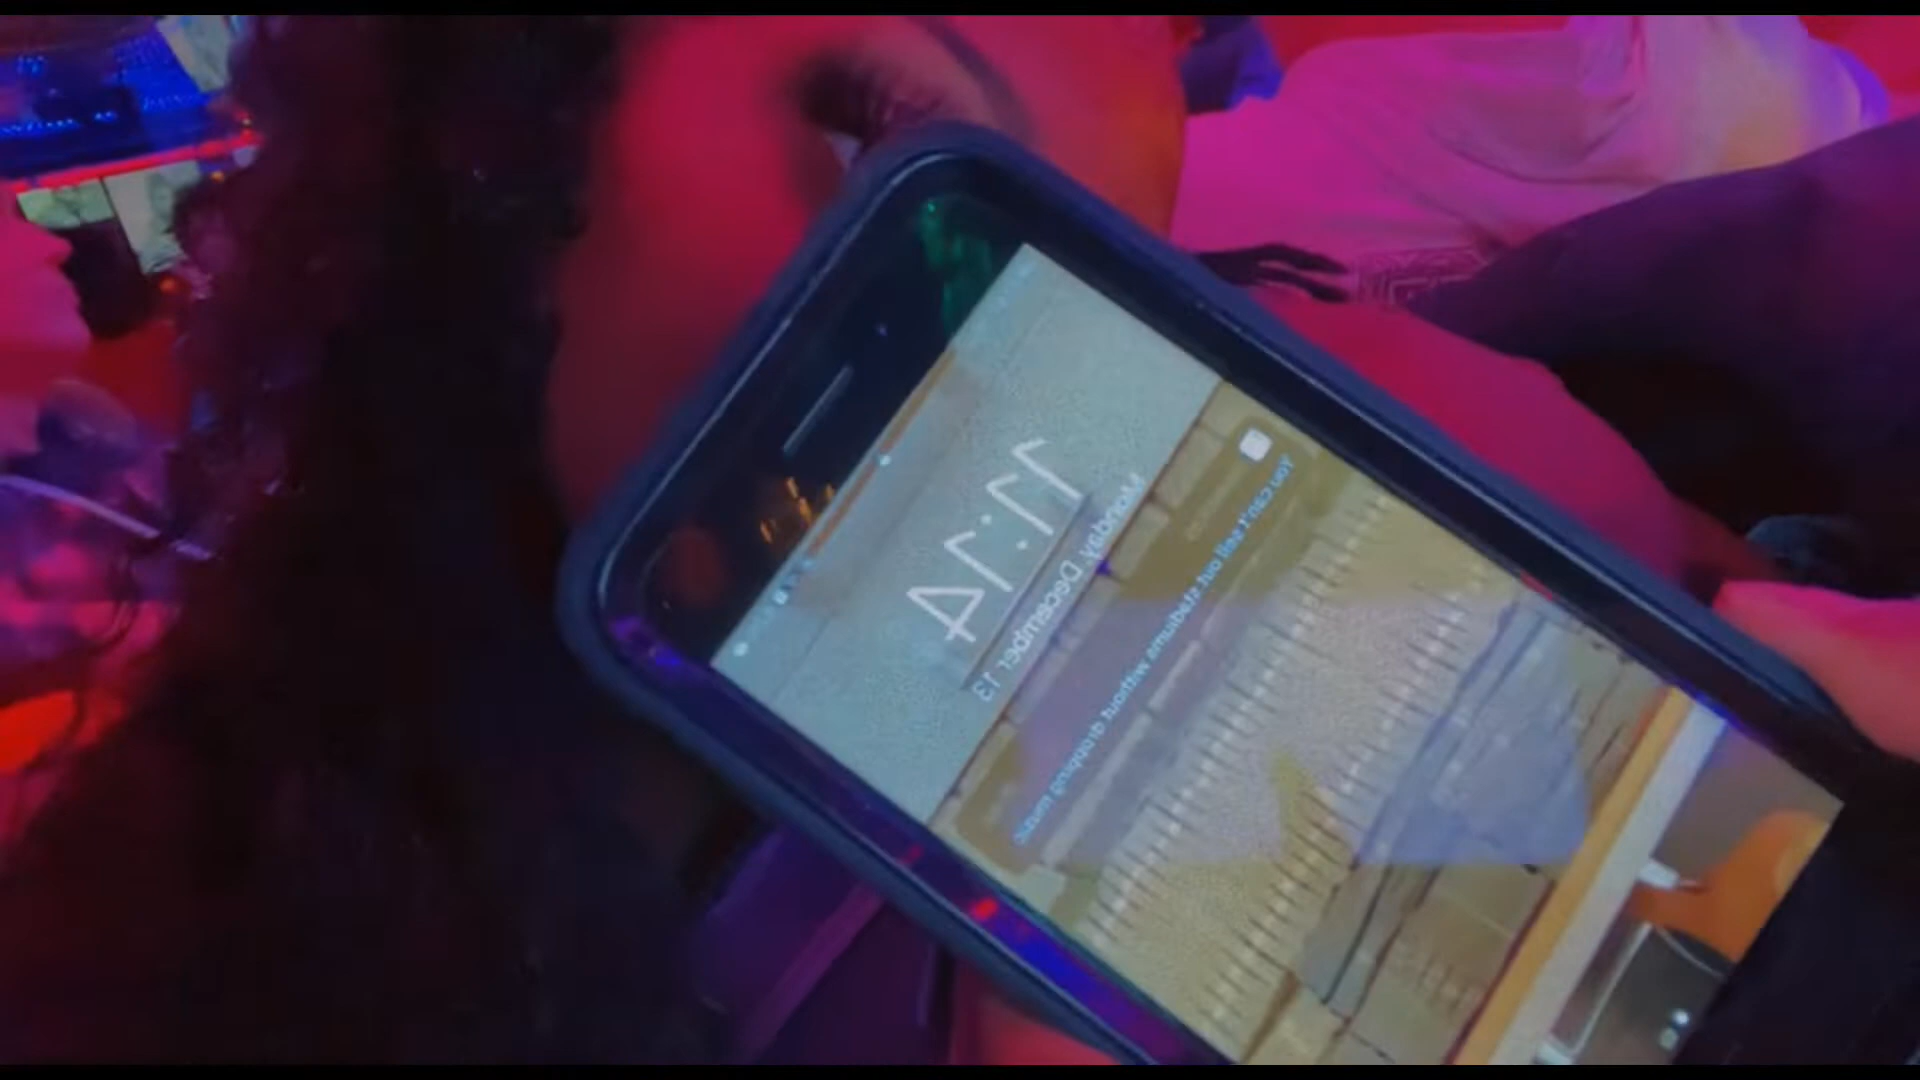 11:14
Monday, December 13
You can't sell out stadiums without dropping music